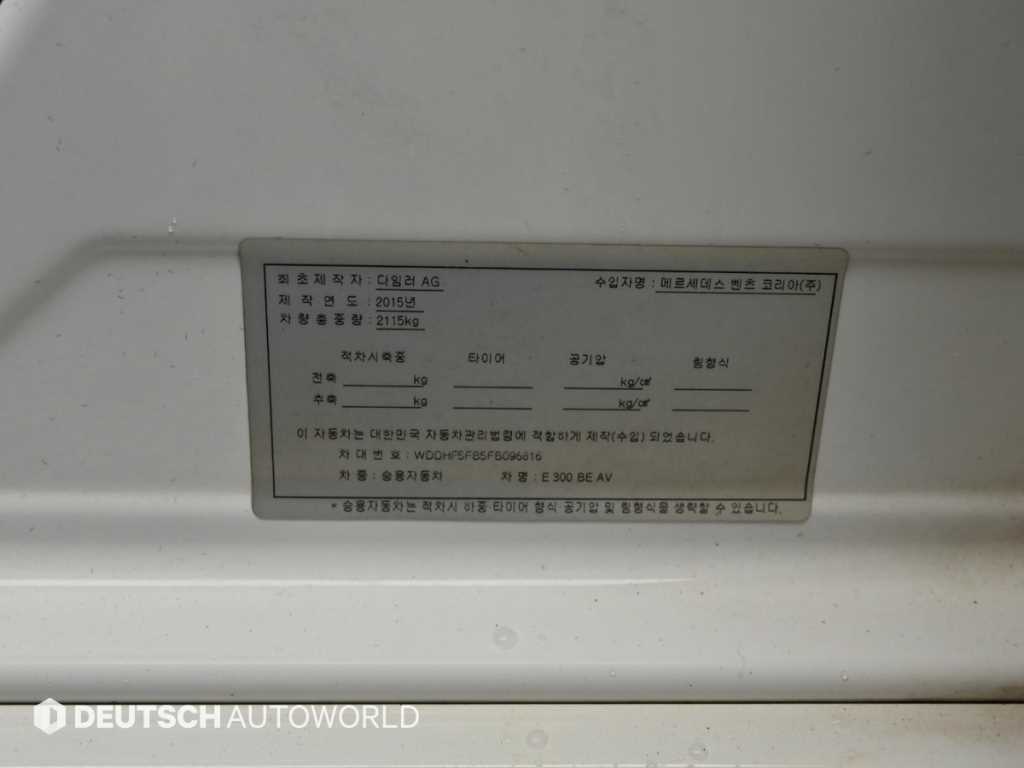 최초제작자 : 다임러 AG 수입자명 : 메르세데스 벤츠 코리아(주)
제 작 연 도 : 2015년
차량총중량 : 2115kg
적차시축중 타이어 공기압 림형식
전축 kg kg/㎠
후축 kg kg/㎠
이 자동차는 대한민국 자동차관리법령에 적합하게 제작(수입) 되었습니다.
차 대 번 호 : WDDHF5FB5FB096816
차 종 : 승용자동차 차 명 : E 300 BE AV
* 승용자동차는 적차시 하중·타이어 형식·공기압 및 림형식을 생략할 수 있습니다.
DEUTSCH AUTOWORLD